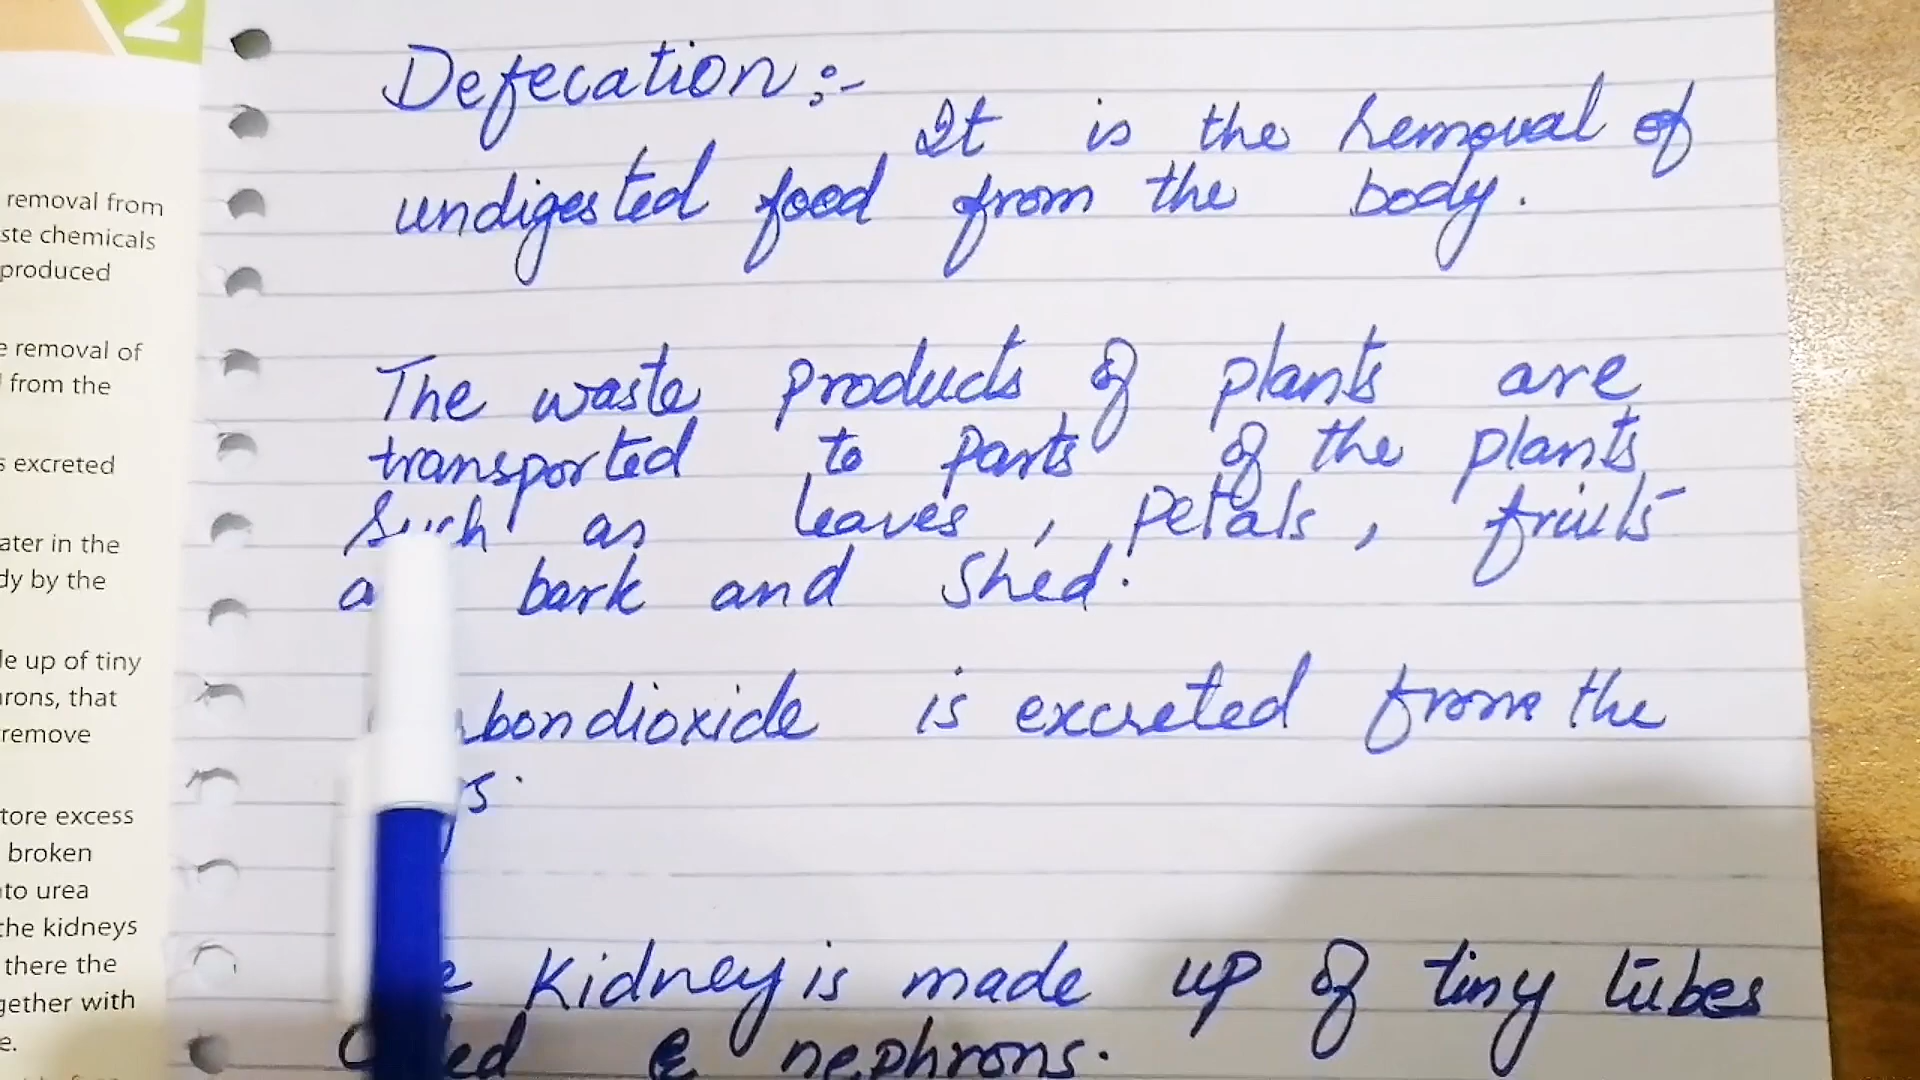 2
removal from
ste chemicals
produced
e removal of
from the
s excreted
ater in the
dy by the
le up of tiny
rons, that
remove
tore excess
broken
to urea
the kidneys
there the
gether with
e.
Defecation :-
It is the removal of
undigested food from the body.
The waste products of plants are
transported to parts of the plants
Such as leaves, petals, friuts
a bark and shed.
bondioxide is excreted from the
s.
e Kidney is made up of tiny tubes
C led nephrons.